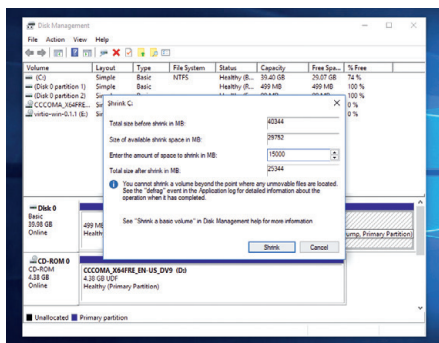 Disk Management
File Action View Help
Volume Layout Type File System Status Capacity Free Spa... % Free
(C:) Simple Basic NTFS Healthy (B... 39.40 GB 29.07 GB 74 %
(Disk 0 partition 1) Simple Basic Healthy (R... 499 MB 499 MB 100 %
(Disk 0 partition 2) 100 %
CCCOMA_X64FRE... 0 %
virtio-win-0.1.1 (E:) 0 %
Shrink C:
Total size before shrink in MB: 40344
Size of available shrink space in MB: 29752
Enter the amount of space to shrink in MB: 15000
Total size after shrink in MB: 25344
You cannot shrink a volume beyond the point where any unmovable files are located.
See the "defrag" event in the Application log for detailed information about the
operation when it has completed.
See "Shrink a basic volume" in Disk Management help for more information
Shrink Cancel
Disk 0
Basic
39.98 GB
Online
499 MB
Health
ump, Primary Partition)
CD-ROM 0
CD-ROM
4.38 GB
Online
CCCOMA_X64FRE_EN-US_DV9 (D:)
4.38 GB UDF
Healthy (Primary Partition)
Unallocated Primary partition